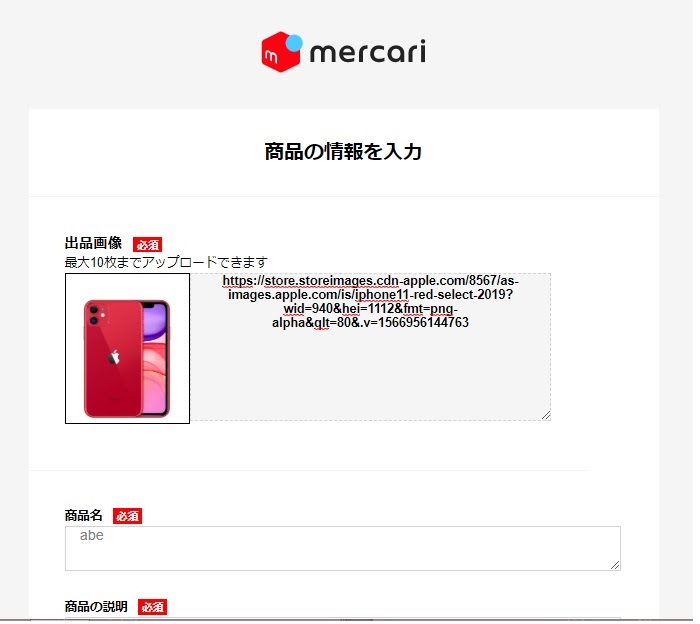 mercari
商品の情報を入力
出品画像 必須
最大10枚までアップロードできます
https://store.storeimages.cdn-apple.com/8567/as-
images.apple.com/is/iphone11-red-select-2019?
wid=940&hei=1112&fmt=png-
alpha&qlt=80&.v=1566956144763
商品名 必須
abe
商品の説明 必須